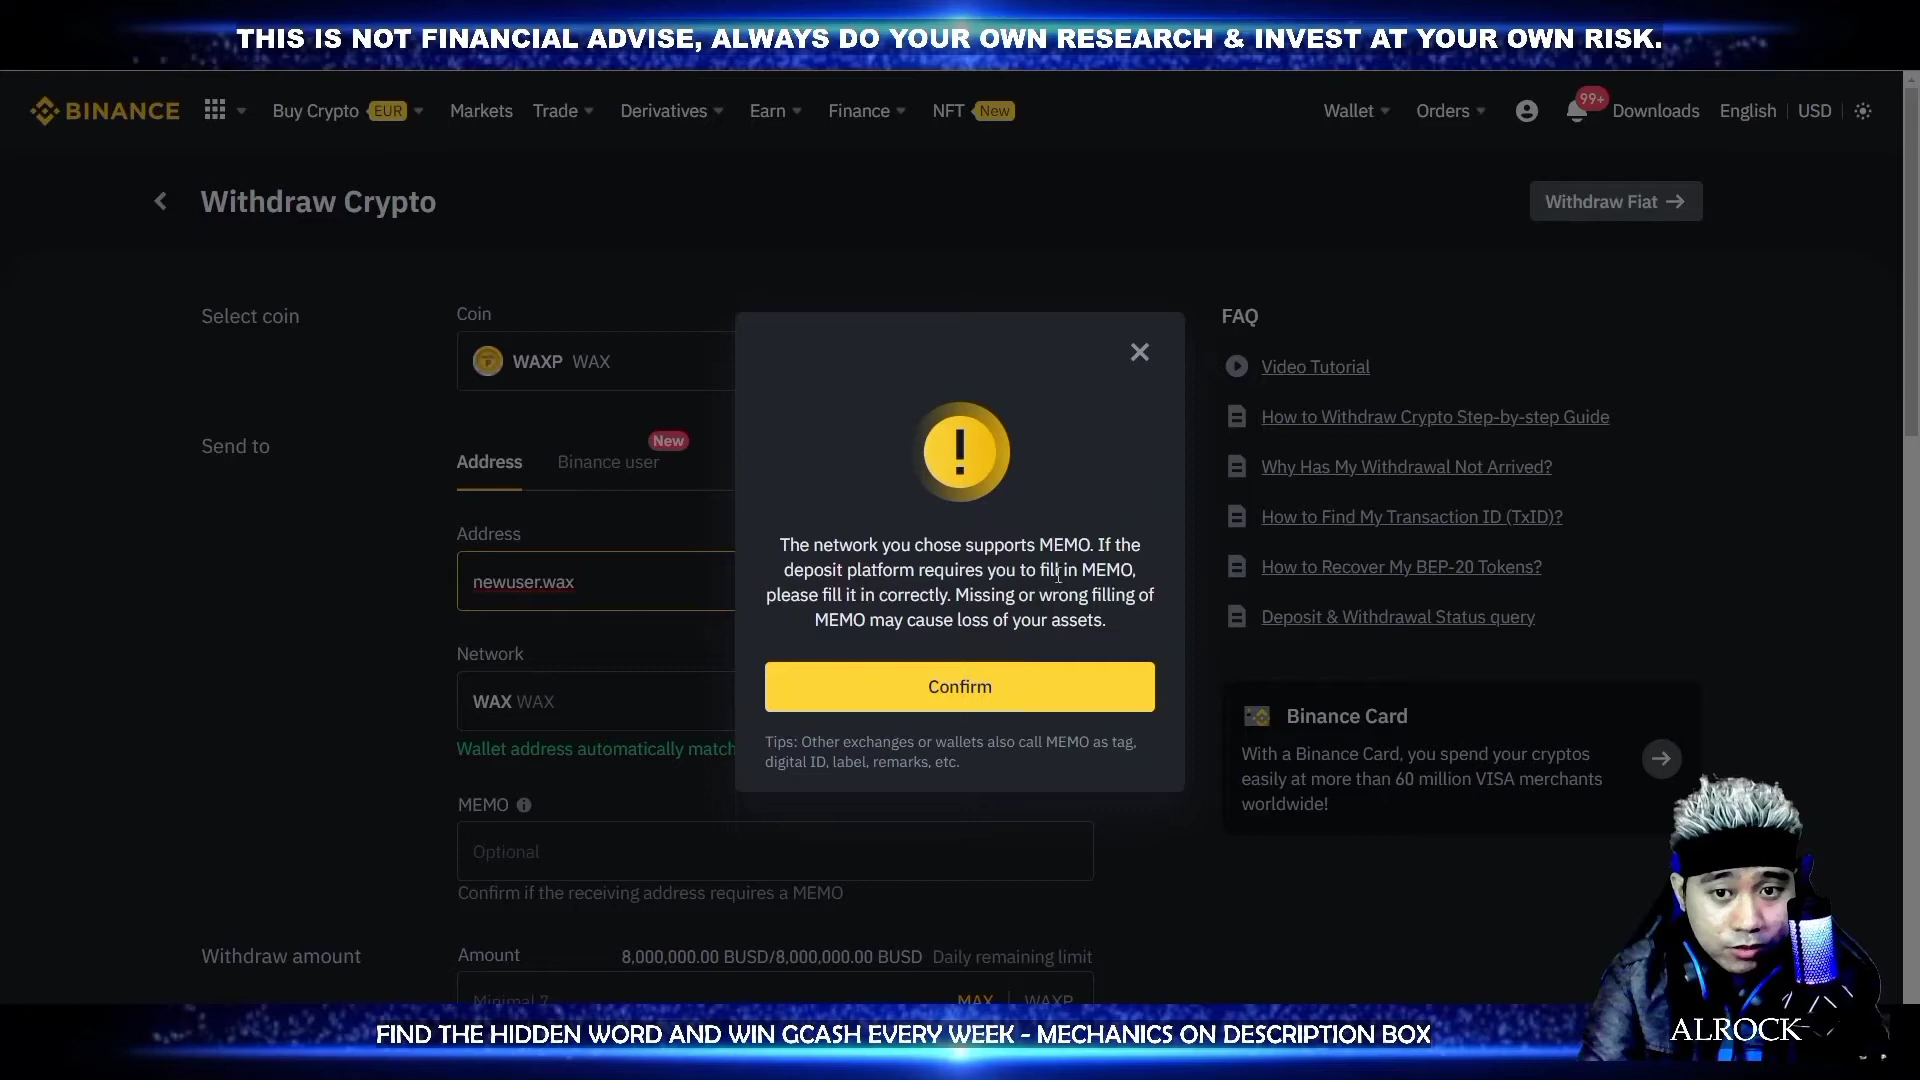 THIS IS NOT FINANCIAL ADVISE, ALWAYS DO YOUR OWN RESEARCH & INVEST AT YOUR OWN RISK.
BINANCE Buy Crypto EUR Markets Trade Derivatives Earn Finance NFT New Wallet Orders 99+ Downloads English USD
Withdraw Crypto
Withdraw Fiat
Select coin
Coin
WAXP WAX
Send to
New
Address Binance user
Address
newuser.wax
Network
WAX WAX
Wallet address automatically match
MEMO
Optional
Confirm if the receiving address requires a MEMO
Withdraw amount
Amount 8,000,000.00 BUSD/8,000,000.00 BUSD Daily remaining limit
Minimal 7 MAX WAXP
The network you chose supports MEMO. If the
deposit platform requires you to fill in MEMO,
please fill it in correctly. Missing or wrong filling of
MEMO may cause loss of your assets.
Confirm
Tips: Other exchanges or wallets also call MEMO as tag,
digital ID, label, remarks, etc.
FAQ
Video Tutorial
How to Withdraw Crypto Step-by-step Guide
Why Has My Withdrawal Not Arrived?
How to Find My Transaction ID (TxID)?
How to Recover My BEP-20 Tokens?
Deposit & Withdrawal Status query
Binance Card
With a Binance Card, you spend your cryptos
easily at more than 60 million VISA merchants
worldwide!
FIND THE HIDDEN WORD AND WIN GCASH EVERY WEEK - MECHANICS ON DESCRIPTION BOX
ALROCK